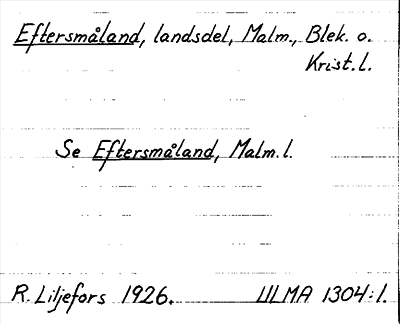 Eftersmåland, landsdel, Malm., Blek. o.
Krist. l.
Se Eftersmåland, Malm. l.
R. Liljefors 1926. ULMA 1304:1.